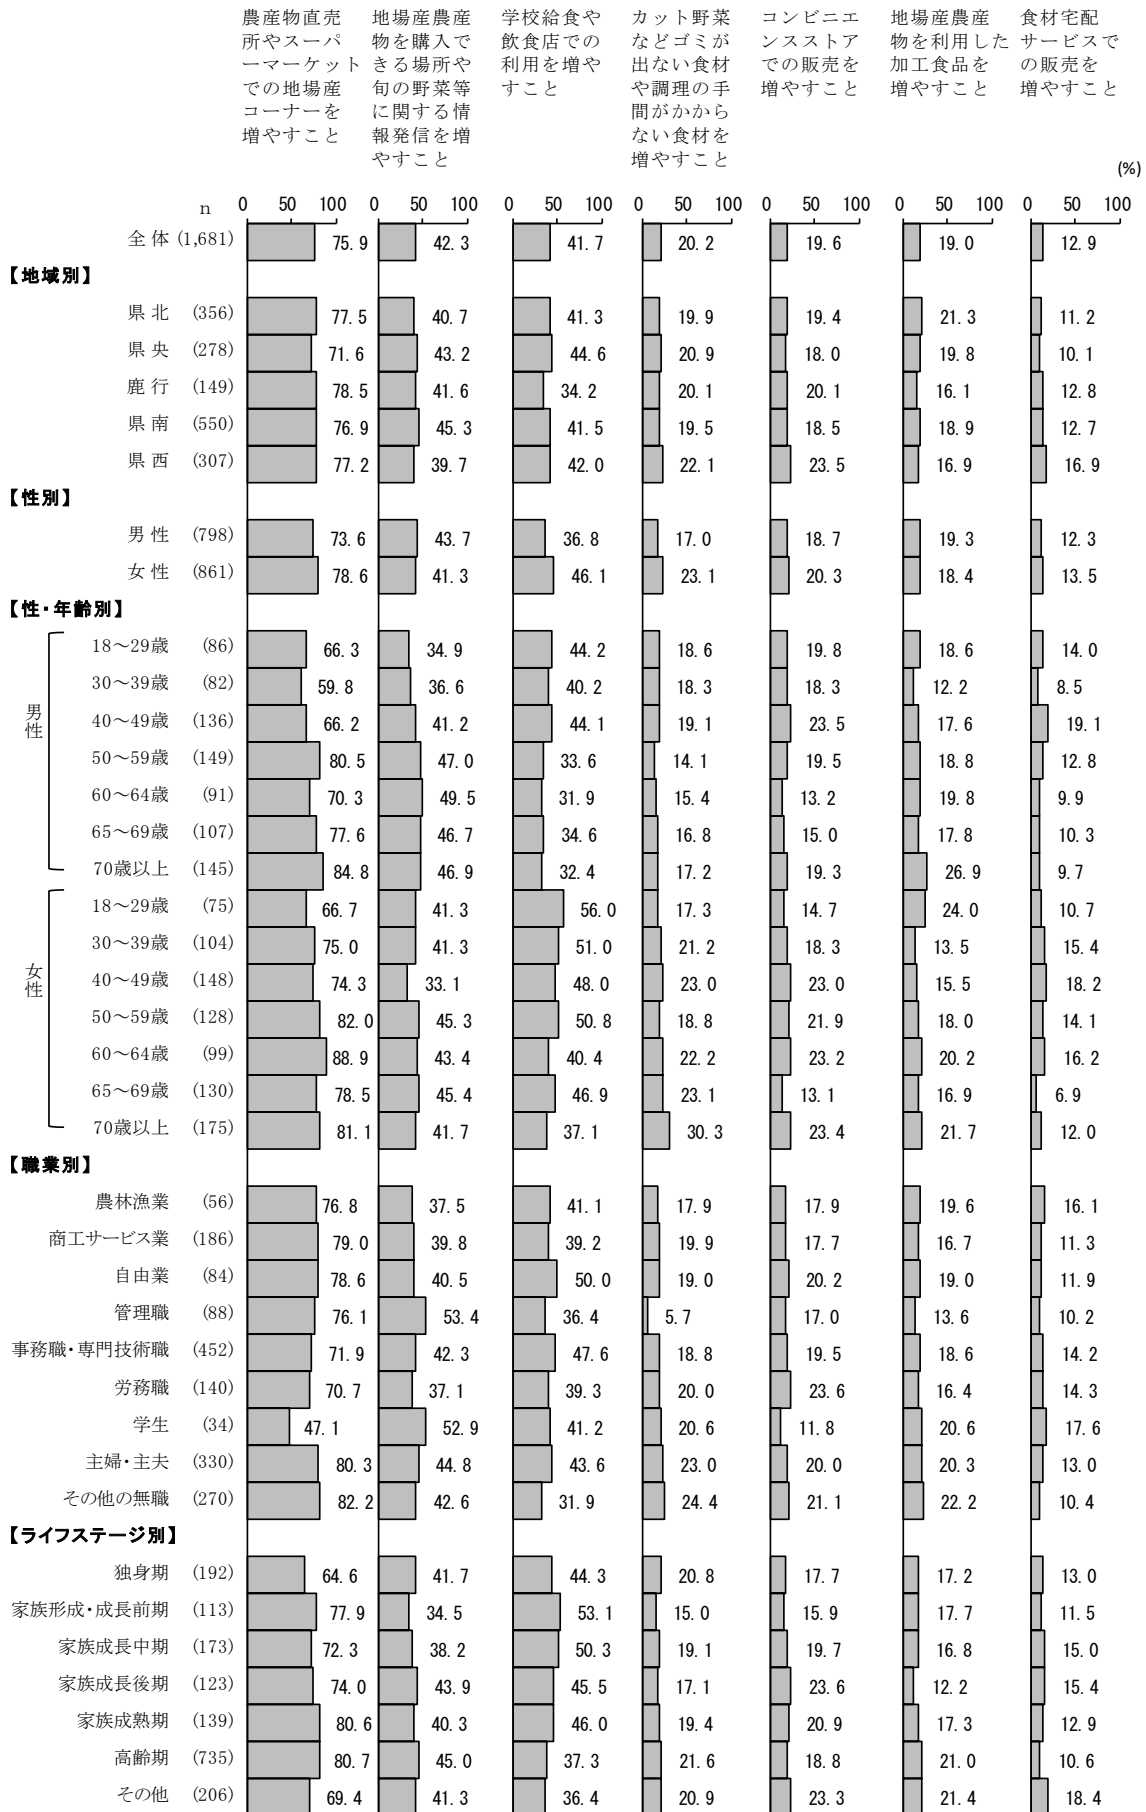 農産物直売
所やスーパ
ーマーケット
での地場産
コーナーを
増やすこと
地場産農産
物を購入で
きる場所や
旬の野菜等
に関する情
報発信を増
やすこと
学校給食や
飲食店での
利用を増や
すこと
カット野菜
などゴミが
出ない食材
や調理の手
間がかから
ない食材を
増やすこと
コンビニエ
ンスストア
での販売を
増やすこと
地場産農産
物を利用した
加工食品を
増やすこと
食材宅配
サービスで
の販売を
増やすこと
(%)
n 0 50 100 0 50 100 0 50 100 0 50 100 0 50 100 0 50 100 0 50 100
全体 (1,681) 75.9 42.3 41.7 20.2 19.6 19.0 12.9
【地域別】
県北 (356) 77.5 40.7 41.3 19.9 19.4 21.3 11.2
県央 (278) 71.6 43.2 44.6 20.9 18.0 19.8 10.1
鹿行 (149) 78.5 41.6 34.2 20.1 20.1 16.1 12.8
県南 (550) 76.9 45.3 41.5 19.5 18.5 18.9 12.7
県西 (307) 77.2 39.7 42.0 22.1 23.5 16.9 16.9
【性別】
男性 (798) 73.6 43.7 36.8 17.0 18.7 19.3 12.3
女性 (861) 78.6 41.3 46.1 23.1 20.3 18.4 13.5
【性・年齢別】
男性
18～29歳 (86) 66.3 34.9 44.2 18.6 19.8 18.6 14.0
30～39歳 (82) 59.8 36.6 40.2 18.3 18.3 12.2 8.5
40～49歳 (136) 66.2 41.2 44.1 19.1 23.5 17.6 19.1
50～59歳 (149) 80.5 47.0 33.6 14.1 19.5 18.8 12.8
60～64歳 (91) 70.3 49.5 31.9 15.4 13.2 19.8 9.9
65～69歳 (107) 77.6 46.7 34.6 16.8 15.0 17.8 10.3
70歳以上 (145) 84.8 46.9 32.4 17.2 19.3 26.9 9.7
女性
18～29歳 (75) 66.7 41.3 56.0 17.3 14.7 24.0 10.7
30～39歳 (104) 75.0 41.3 51.0 21.2 18.3 13.5 15.4
40～49歳 (148) 74.3 33.1 48.0 23.0 23.0 15.5 18.2
50～59歳 (128) 82.0 45.3 50.8 18.8 21.9 18.0 14.1
60～64歳 (99) 88.9 43.4 40.4 22.2 23.2 20.2 16.2
65～69歳 (130) 78.5 45.4 46.9 23.1 13.1 16.9 6.9
70歳以上 (175) 81.1 41.7 37.1 30.3 23.4 21.7 12.0
【職業別】
農林漁業 (56) 76.8 37.5 41.1 17.9 17.9 19.6 16.1
商工サービス業 (186) 79.0 39.8 39.2 19.9 17.7 16.7 11.3
自由業 (84) 78.6 40.5 50.0 19.0 20.2 19.0 11.9
管理職 (88) 76.1 53.4 36.4 5.7 17.0 13.6 10.2
事務職・専門技術職 (452) 71.9 42.3 47.6 18.8 19.5 18.6 14.2
労務職 (140) 70.7 37.1 39.3 20.0 23.6 16.4 14.3
学生 (34) 47.1 52.9 41.2 20.6 11.8 20.6 17.6
主婦・主夫 (330) 80.3 44.8 43.6 23.0 20.0 20.3 13.0
その他の無職 (270) 82.2 42.6 31.9 24.4 21.1 22.2 10.4
【ライフステージ別】
独身期 (192) 64.6 41.7 44.3 20.8 17.7 17.2 13.0
家族形成・成長前期 (113) 77.9 34.5 53.1 15.0 15.9 17.7 11.5
家族成長中期 (173) 72.3 38.2 50.3 19.1 19.7 16.8 15.0
家族成長後期 (123) 74.0 43.9 45.5 17.1 23.6 12.2 15.4
家族成熟期 (139) 80.6 40.3 46.0 19.4 20.9 17.3 12.9
高齢期 (735) 80.7 45.0 37.3 21.6 18.8 21.0 10.6
その他 (206) 69.4 41.3 36.4 20.9 23.3 21.4 18.4